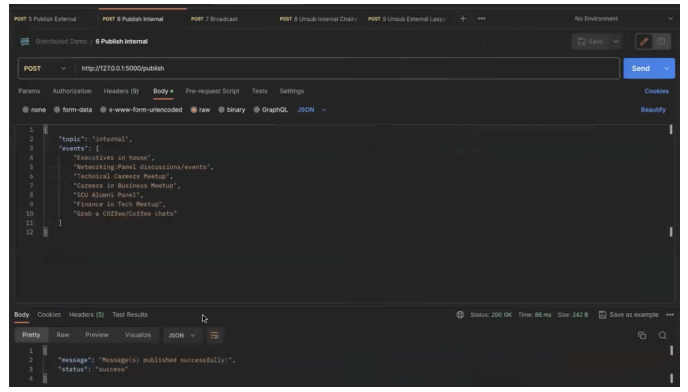 POST 5 Publish External
POST 6 Publish Internal
POST 7 Broadcast
POST 8 Unsub Internal Chaitr
POST 9 Unsub External Lasya
+
No Environment
Distributed Demo / 6 Publish Internal
Save
POST
http://127.0.0.1:5000/publish
Send
Params Authorization Headers (9) Body Pre-request Script Tests Settings
Cookies
none form-data x-www-form-urlencoded raw binary GraphQL JSON
Beautify
1 {
2 "topic": "internal",
3 "events": [
4 "Executives in house",
5 "Networking:Panel discussions/events",
6 "Technical Careers Meetup",
7 "Careers in Business Meetup",
8 "SCU Alumni Panel",
9 "Finance in Tech Meetup",
10 "Grab a COffee/Coffee chats"
11 ]
12 }
Body Cookies Headers (5) Test Results
Status: 200 OK Time: 86 ms Size: 242 B Save as example
Pretty Raw Preview Visualize JSON
1 {
2 "message": "Message(s) published successfully!",
3 "status": "success"
4 }